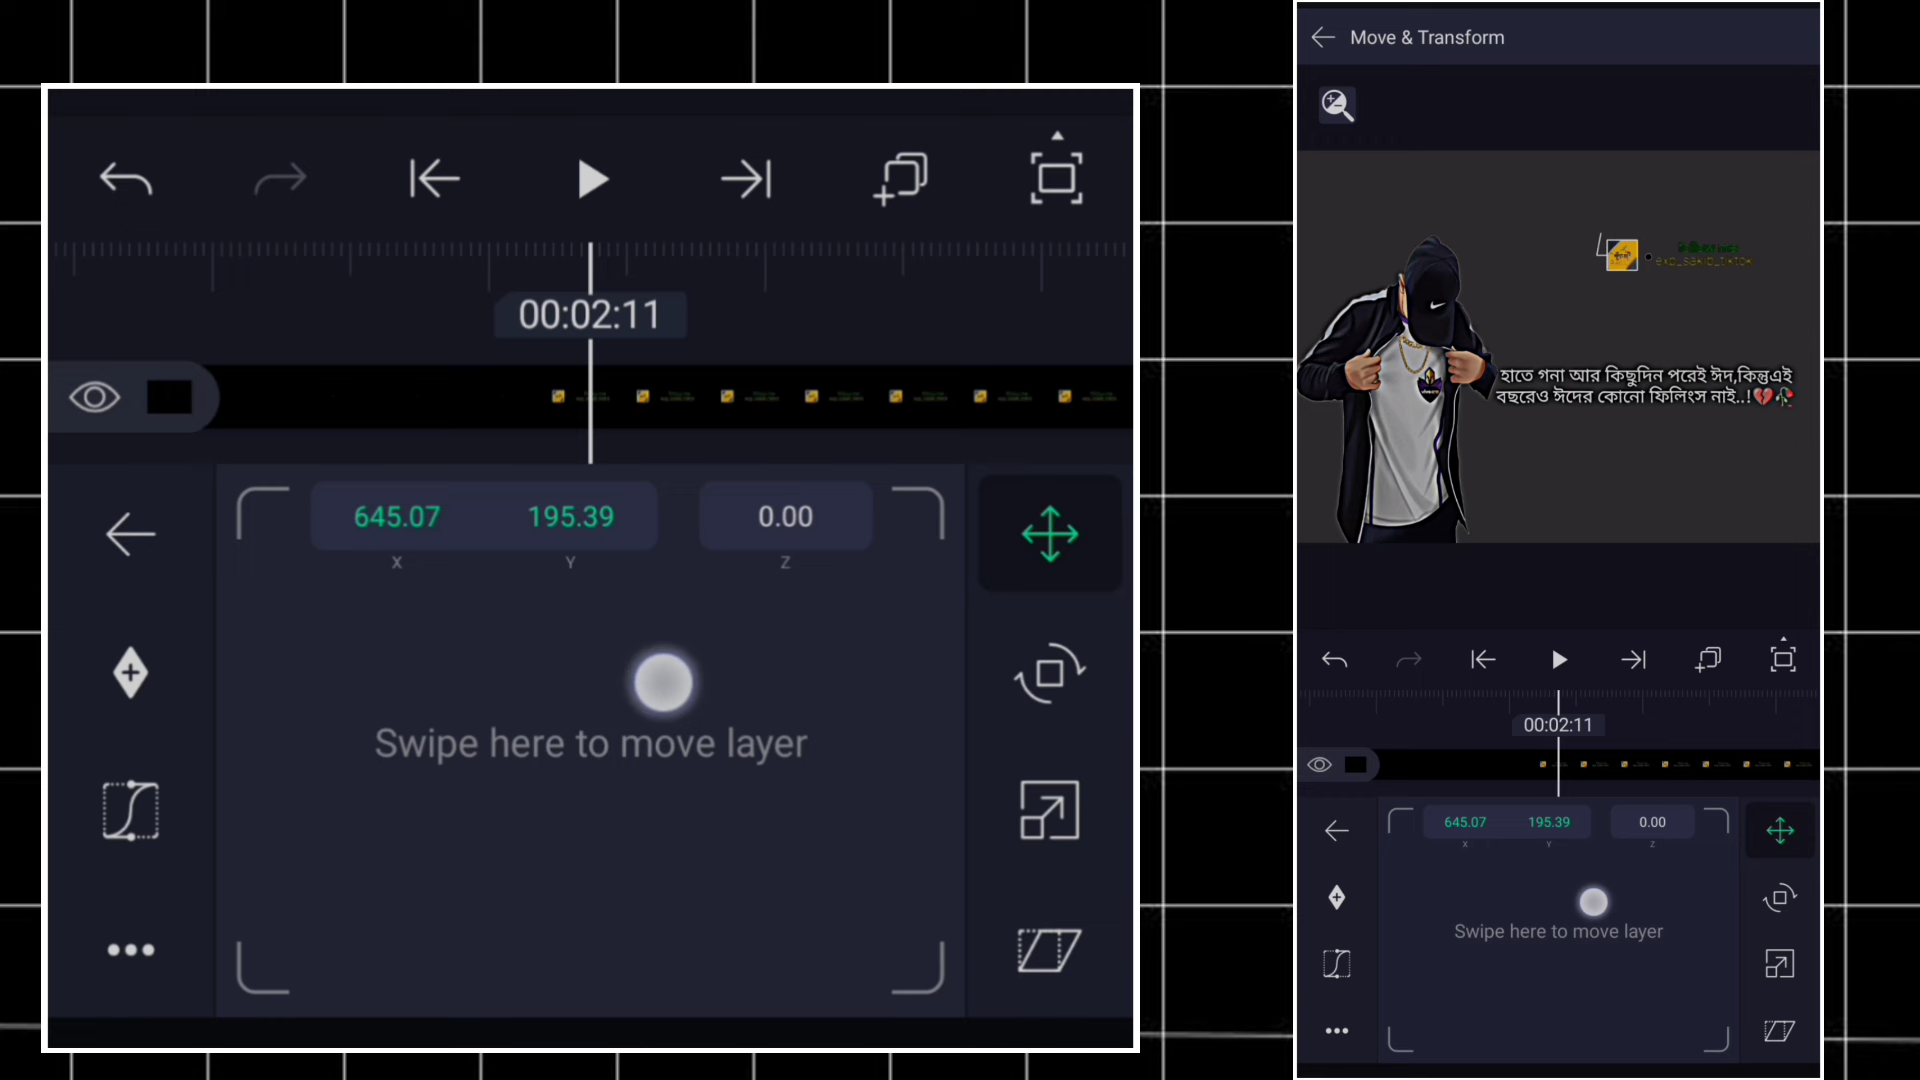 00:02:11
645.07 195.39 0.00
X Y Z
Swipe here to move layer
Move & Transform
exp_sakib_tiktok
হাতে গনা আর কিছুদিন পরেই ঈদ,কিন্তুএই
বছরেও ঈদের কোনো ফিলিংস নাই..!💔🥀
00:02:11
645.07 195.39 0.00
X Y Z
Swipe here to move layer